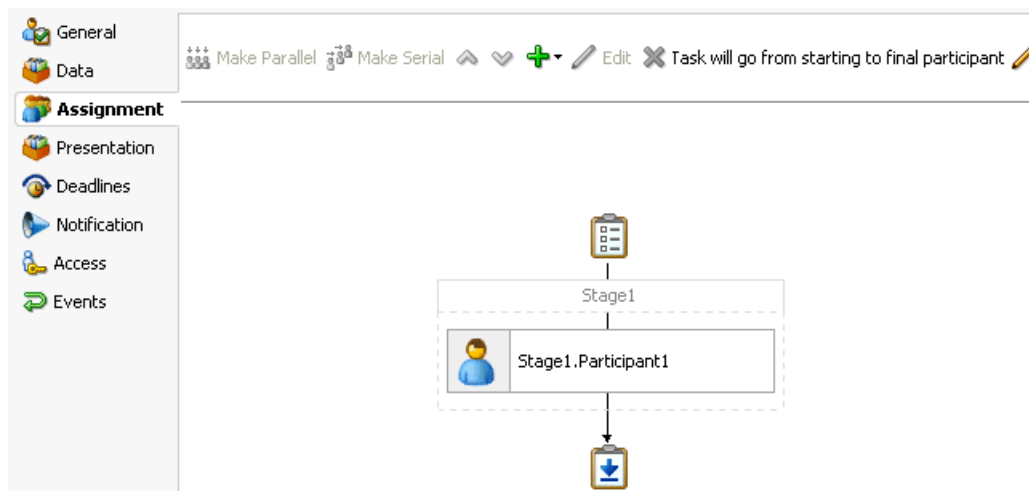 General
Data
Assignment
Presentation
Deadlines
Notification
Access
Events
Make Parallel Make Serial Edit Task will go from starting to final participant
Stage1
Stage1.Participant1